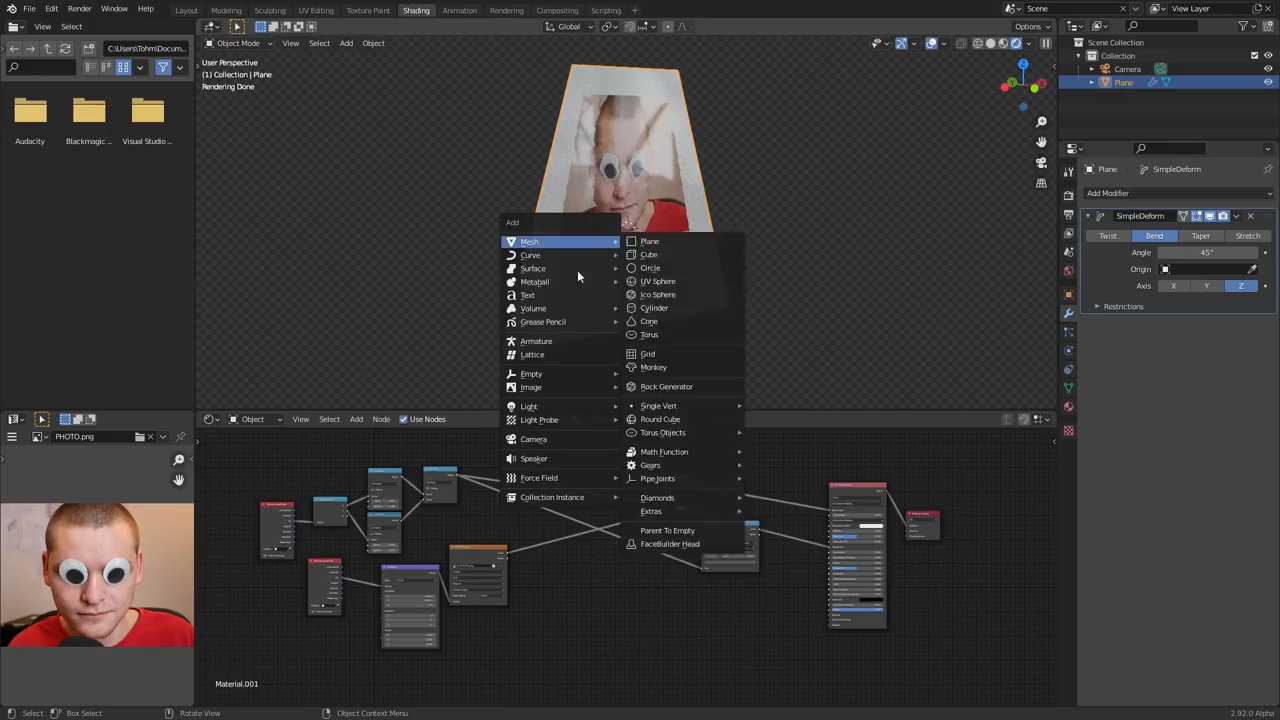 File Edit Render Window Help Layout Modeling Sculpting UV Editing Texture Paint Shading Animation Rendering Compositing Scripting Scene View Layer
View Select Global Options
C:\Users\Tohm\Docum...
Object Mode View Select Add Object
User Perspective
(1) Collection | Plane
Rendering Done
Scene Collection
Collection
Camera
Plane
Audacity Blackmagic ... Visual Studio ...
Plane SimpleDeform
Add Modifier
SimpleDeform
Twist Bend Taper Stretch
Angle 45°
Origin
Axis X Y Z
Restrictions
Add
Mesh
Curve
Surface
Metaball
Text
Volume
Grease Pencil
Armature
Lattice
Empty
Image
Light
Light Probe
Camera
Speaker
Force Field
Collection Instance
Plane
Cube
Circle
UV Sphere
Ico Sphere
Cylinder
Cone
Torus
Grid
Monkey
Rock Generator
Single Vert
Round Cube
Torus Objects
Math Function
Gears
Pipe Joints
Diamonds
Extras
Parent To Empty
FaceBuilder Head
Object View Select Add Node Use Nodes
PHOTO.png
Material.001
Select Box Select Rotate View Object Context Menu 2.92.0 Alpha